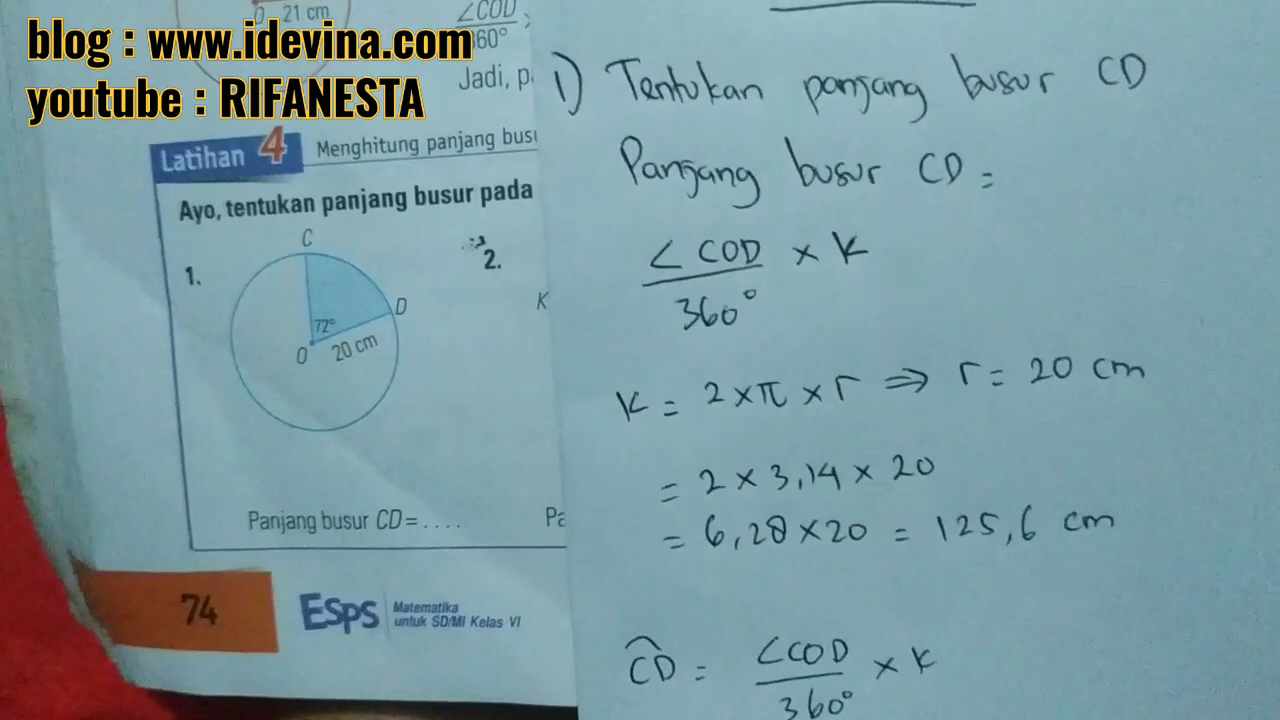 blog : www.idevina.com
youtube : RIFANESTA
O 21 cm
∠COD
360°
Jadi, p
Latihan 4 Menghitung panjang bus
Ayo, tentukan panjang busur pada
1.
C
D
72°
O
20 cm
Panjang busur CD = . . . .
2.
K
Pa
74
ESPS
Matematika
untuk SD/MI Kelas VI
1) Tentukan panjang busur CD
Panjang busur CD =
∠COD × K
360°
K = 2 × π × r ⇒ r = 20 cm
= 2 × 3,14 × 20
= 6,28 × 20 = 125,6 cm
CD = ∠COD × K
360°